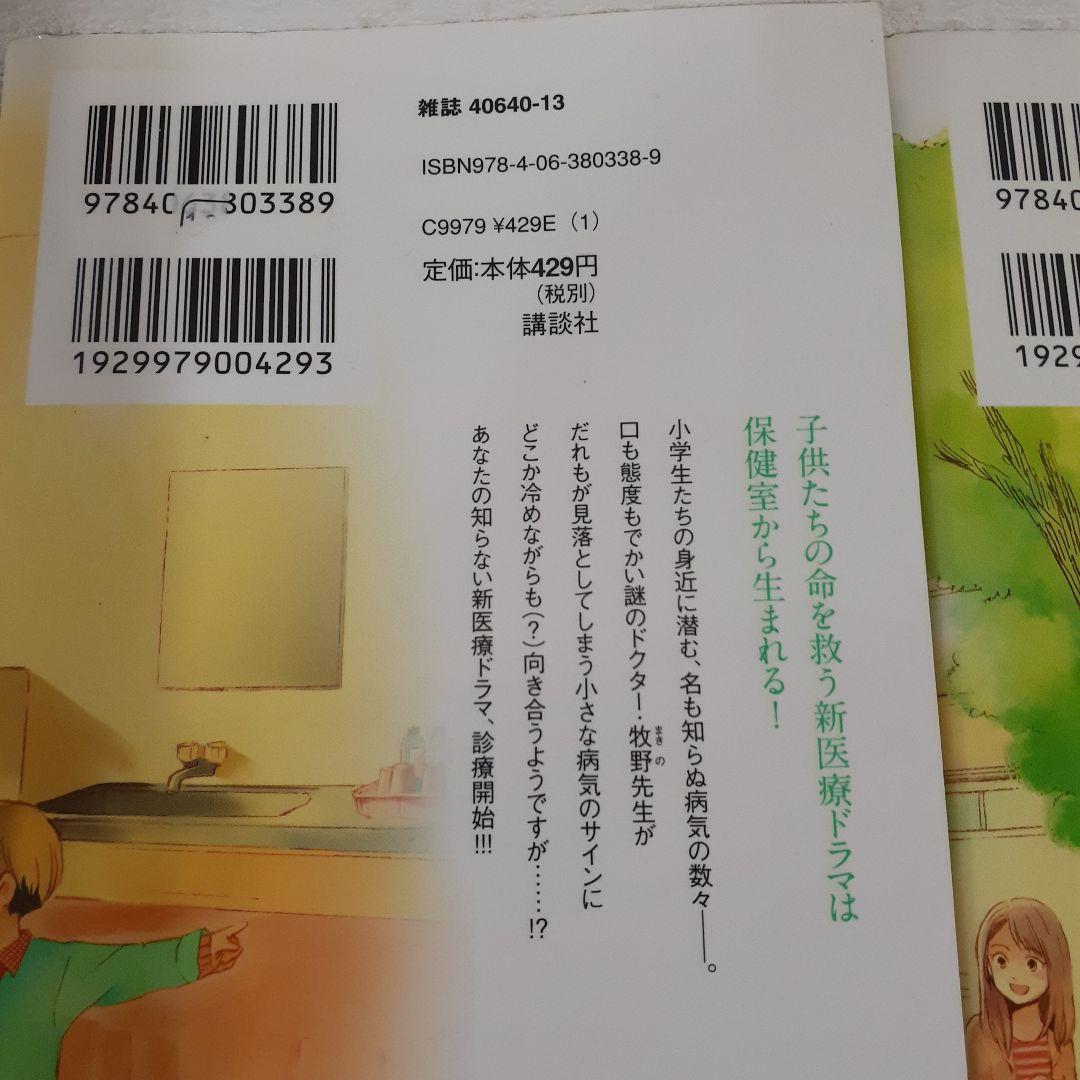 雑誌 40640-13
ISBN978-4-06-380338-9
C9979 ¥429E (1)
定価:本体429円
(税別)
講談社
1929979004293
子供たちの命を救う新医療ドラマは
保健室から生まれる!
小学生たちの身近に潜む、名も知らぬ病気の数々――。
口も態度もでかい謎のドクター・牧野先生が
まきの
だれもが見落としてしまう小さな病気のサインに
どこか冷めながらも(?)向き合うようですが……!?
あなたの知らない新医療ドラマ、診療開始!!!
97840
1929